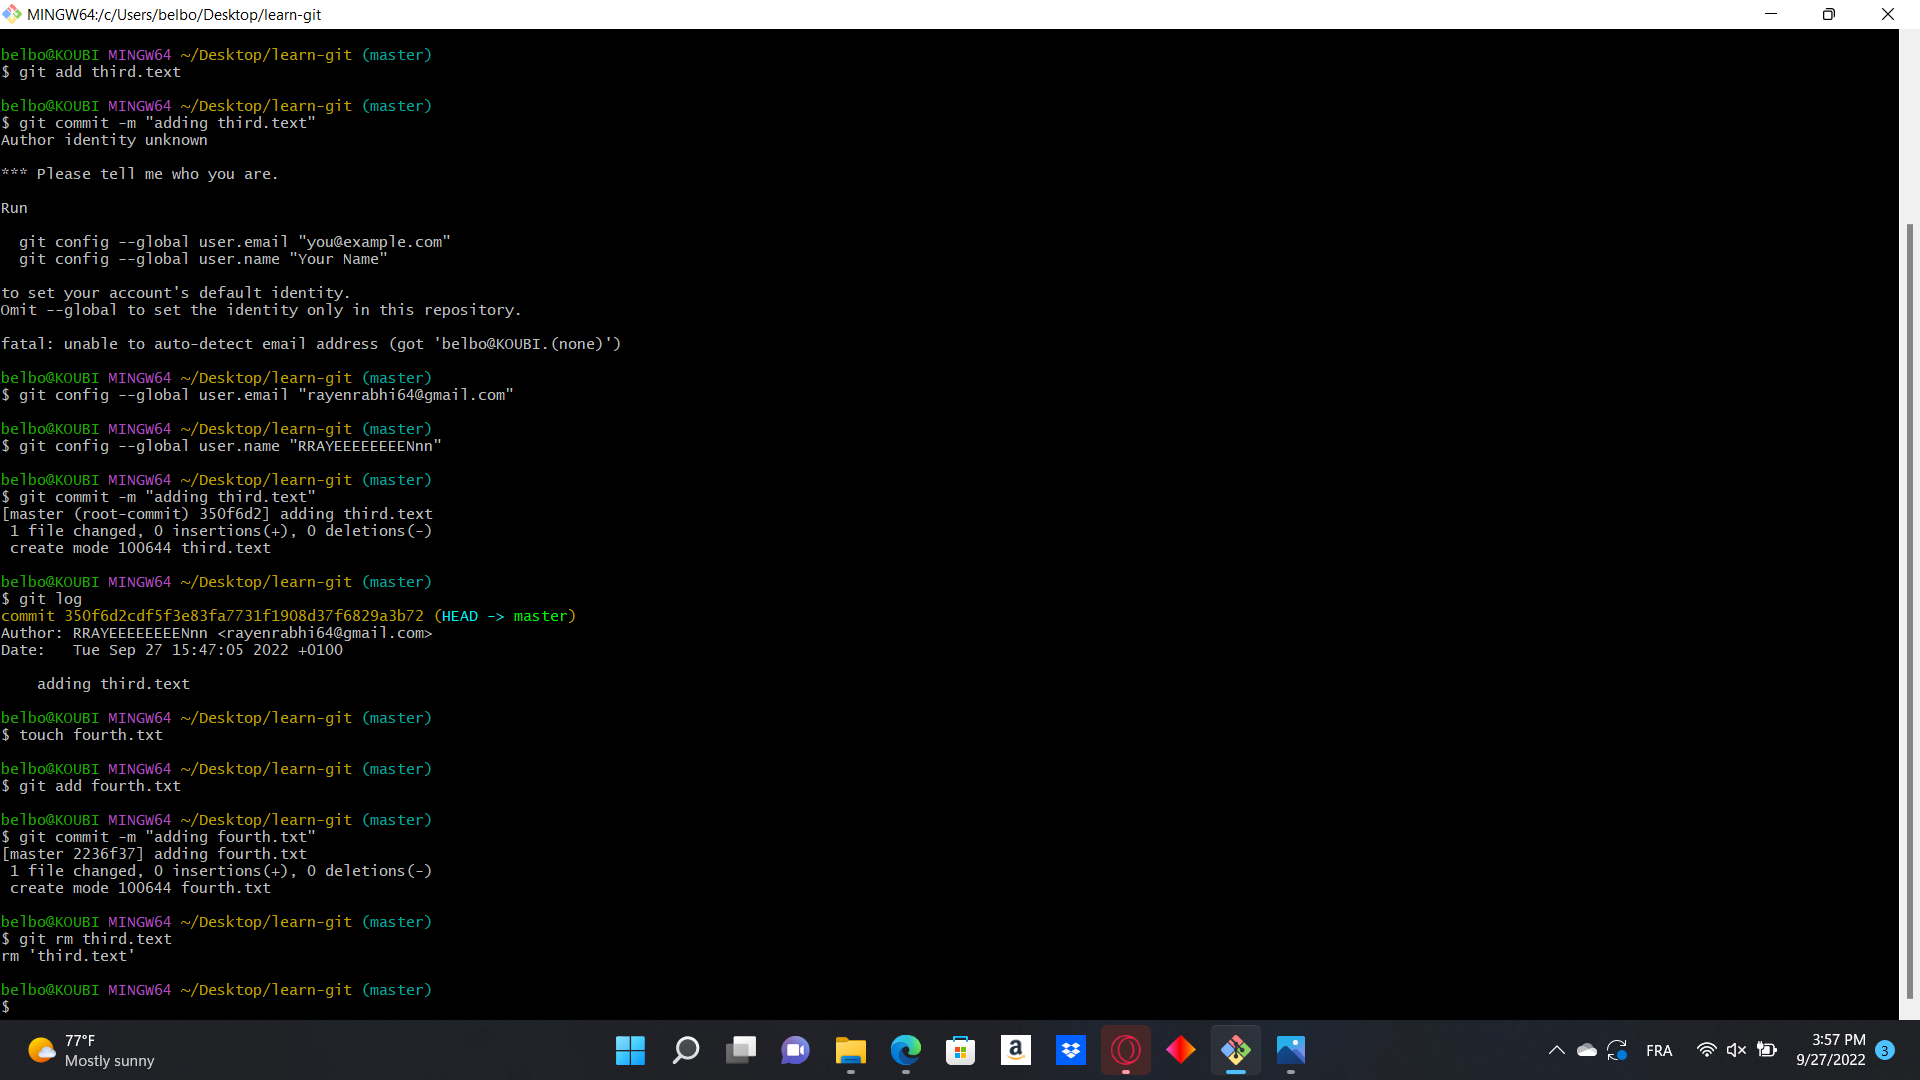 MINGW64:/c/Users/belbo/Desktop/learn-git
belbo@KOUBI MINGW64 ~/Desktop/learn-git (master)
$ git add third.text
belbo@KOUBI MINGW64 ~/Desktop/learn-git (master)
$ git commit -m "adding third.text"
Author identity unknown
*** Please tell me who you are.
Run
  git config --global user.email "you@example.com"
  git config --global user.name "Your Name"
to set your account's default identity.
Omit --global to set the identity only in this repository.
fatal: unable to auto-detect email address (got 'belbo@KOUBI.(none)')
belbo@KOUBI MINGW64 ~/Desktop/learn-git (master)
$ git config --global user.email "rayenrabhi64@gmail.com"
belbo@KOUBI MINGW64 ~/Desktop/learn-git (master)
$ git config --global user.name "RRAYEEEEEEEENnn"
belbo@KOUBI MINGW64 ~/Desktop/learn-git (master)
$ git commit -m "adding third.text"
[master (root-commit) 350f6d2] adding third.text
 1 file changed, 0 insertions(+), 0 deletions(-)
 create mode 100644 third.text
belbo@KOUBI MINGW64 ~/Desktop/learn-git (master)
$ git log
commit 350f6d2cdf5f3e83fa7731f1908d37f6829a3b72 (HEAD -> master)
Author: RRAYEEEEEEEENnn <rayenrabhi64@gmail.com>
Date:   Tue Sep 27 15:47:05 2022 +0100
    adding third.text
belbo@KOUBI MINGW64 ~/Desktop/learn-git (master)
$ touch fourth.txt
belbo@KOUBI MINGW64 ~/Desktop/learn-git (master)
$ git add fourth.txt
belbo@KOUBI MINGW64 ~/Desktop/learn-git (master)
$ git commit -m "adding fourth.txt"
[master 2236f37] adding fourth.txt
 1 file changed, 0 insertions(+), 0 deletions(-)
 create mode 100644 fourth.txt
belbo@KOUBI MINGW64 ~/Desktop/learn-git (master)
$ git rm third.text
rm 'third.text'
belbo@KOUBI MINGW64 ~/Desktop/learn-git (master)
$
77°F
Mostly sunny
a
FRA
3:57 PM
9/27/2022
3